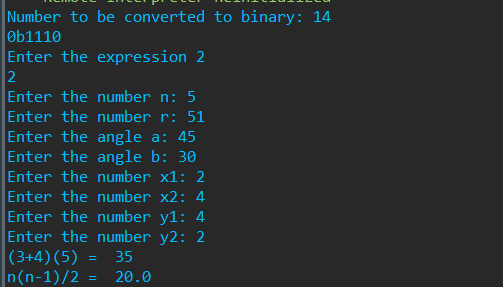 Remote Interpreter Reinitialized
Number to be converted to binary: 14
0b1110
Enter the expression 2
2
Enter the number n: 5
Enter the number r: 51
Enter the angle a: 45
Enter the angle b: 30
Enter the number x1: 2
Enter the number x2: 4
Enter the number y1: 4
Enter the number y2: 2
(3+4)(5) =  35
n(n-1)/2 =  20.0